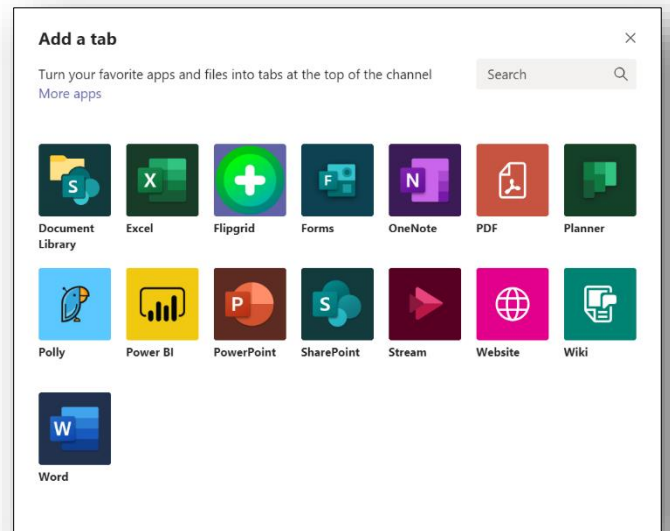 Add a tab
Turn your favorite apps and files into tabs at the top of the channel
Search
More apps
S
X
F
N
Document Library
Excel
Flipgrid
Forms
OneNote
PDF
Planner
P
S
Polly
Power BI
PowerPoint
SharePoint
Stream
Website
Wiki
W
Word